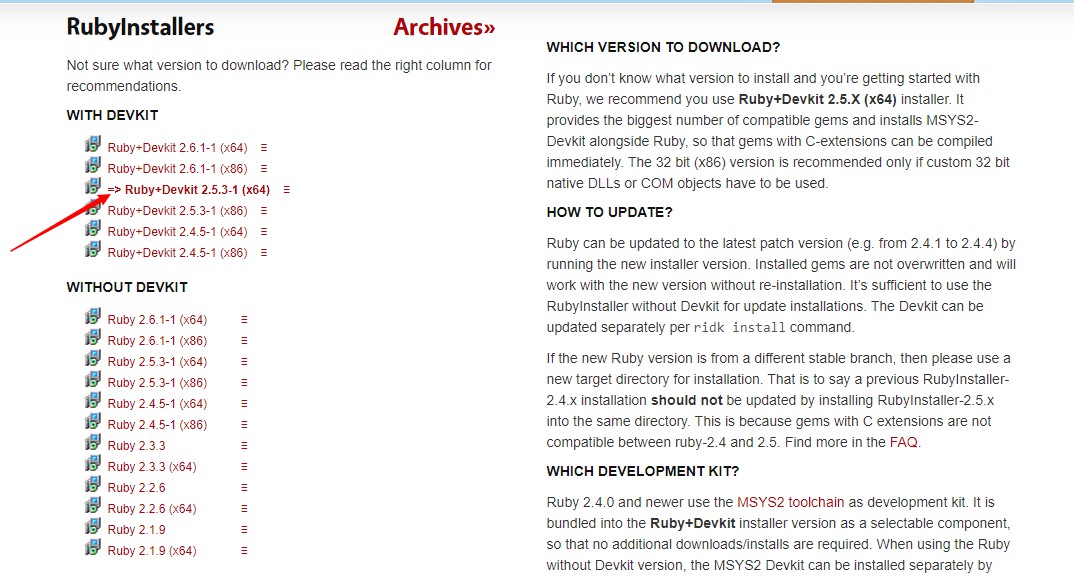 RubyInstallers
Archives»
Not sure what version to download? Please read the right column for
recommendations.
WITH DEVKIT
Ruby+Devkit 2.6.1-1 (x64) ≡
Ruby+Devkit 2.6.1-1 (x86) ≡
=> Ruby+Devkit 2.5.3-1 (x64) ≡
Ruby+Devkit 2.5.3-1 (x86) ≡
Ruby+Devkit 2.4.5-1 (x64) ≡
Ruby+Devkit 2.4.5-1 (x86) ≡
WITHOUT DEVKIT
Ruby 2.6.1-1 (x64) ≡
Ruby 2.6.1-1 (x86) ≡
Ruby 2.5.3-1 (x64) ≡
Ruby 2.5.3-1 (x86) ≡
Ruby 2.4.5-1 (x64) ≡
Ruby 2.4.5-1 (x86) ≡
Ruby 2.3.3 ≡
Ruby 2.3.3 (x64) ≡
Ruby 2.2.6 ≡
Ruby 2.2.6 (x64) ≡
Ruby 2.1.9 ≡
Ruby 2.1.9 (x64) ≡
WHICH VERSION TO DOWNLOAD?
If you don’t know what version to install and you’re getting started with
Ruby, we recommend you use Ruby+Devkit 2.5.X (x64) installer. It
provides the biggest number of compatible gems and installs MSYS2-
Devkit alongside Ruby, so that gems with C-extensions can be compiled
immediately. The 32 bit (x86) version is recommended only if custom 32 bit
native DLLs or COM objects have to be used.
HOW TO UPDATE?
Ruby can be updated to the latest patch version (e.g. from 2.4.1 to 2.4.4) by
running the new installer version. Installed gems are not overwritten and will
work with the new version without re-installation. It’s sufficient to use the
RubyInstaller without Devkit for update installations. The Devkit can be
updated separately per ridk install command.
If the new Ruby version is from a different stable branch, then please use a
new target directory for installation. That is to say a previous RubyInstaller-
2.4.x installation should not be updated by installing RubyInstaller-2.5.x
into the same directory. This is because gems with C extensions are not
compatible between ruby-2.4 and 2.5. Find more in the FAQ.
WHICH DEVELOPMENT KIT?
Ruby 2.4.0 and newer use the MSYS2 toolchain as development kit. It is
bundled into the Ruby+Devkit installer version as a selectable component,
so that no additional downloads/installs are required. When using the Ruby
without Devkit version, the MSYS2 Devkit can be installed separately by